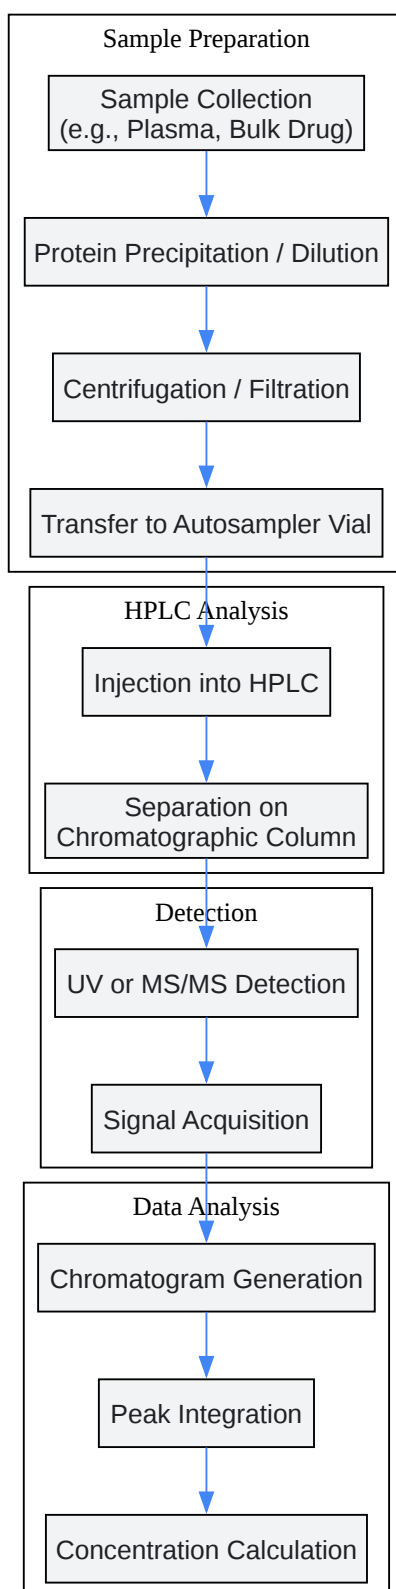 Sample Preparation
Sample Collection
(e.g., Plasma, Bulk Drug)
Protein Precipitation / Dilution
Centrifugation / Filtration
Transfer to Autosampler Vial
HPLC Analysis
Injection into HPLC
Separation on
Chromatographic Column
Detection
UV or MS/MS Detection
Signal Acquisition
Data Analysis
Chromatogram Generation
Peak Integration
Concentration Calculation